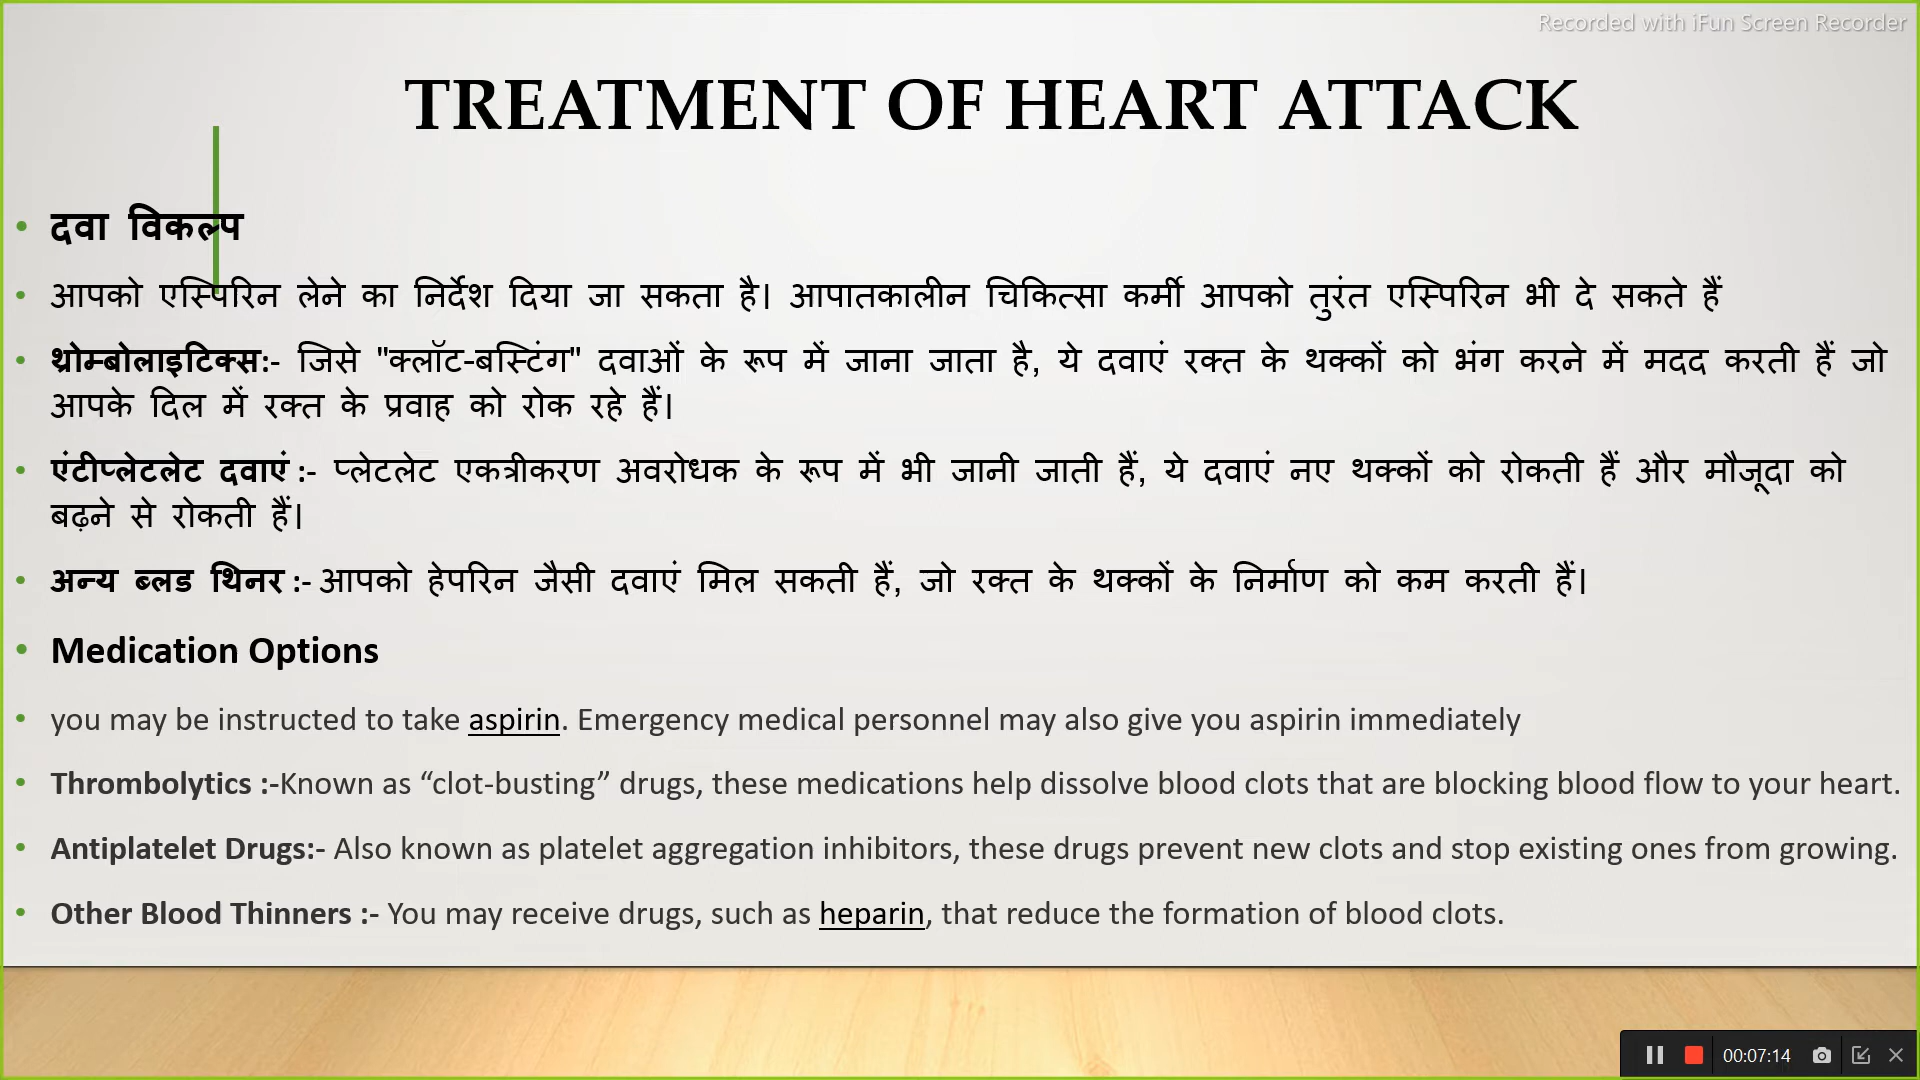 Recorded with iFun Screen Recorder
TREATMENT OF HEART ATTACK
• दवा विकल्प
• आपको एस्पिरिन लेने का निर्देश दिया जा सकता है। आपातकालीन चिकित्सा कर्मी आपको तुरंत एस्पिरिन भी दे सकते हैं
• थ्रोम्बोलाइटिक्स:- जिसे "क्लॉट-बस्टिंग" दवाओं के रूप में जाना जाता है, ये दवाएं रक्त के थक्कों को भंग करने में मदद करती हैं जो
आपके दिल में रक्त के प्रवाह को रोक रहे हैं।
• एंटीप्लेटलेट दवाएं :- प्लेटलेट एकत्रीकरण अवरोधक के रूप में भी जानी जाती हैं, ये दवाएं नए थक्कों को रोकती हैं और मौजूदा को
बढ़ने से रोकती हैं।
• अन्य ब्लड थिनर :- आपको हेपरिन जैसी दवाएं मिल सकती हैं, जो रक्त के थक्कों के निर्माण को कम करती हैं।
• Medication Options
• you may be instructed to take aspirin. Emergency medical personnel may also give you aspirin immediately
• Thrombolytics :-Known as “clot-busting” drugs, these medications help dissolve blood clots that are blocking blood flow to your heart.
• Antiplatelet Drugs:- Also known as platelet aggregation inhibitors, these drugs prevent new clots and stop existing ones from growing.
• Other Blood Thinners :- You may receive drugs, such as heparin, that reduce the formation of blood clots.
00:07:14